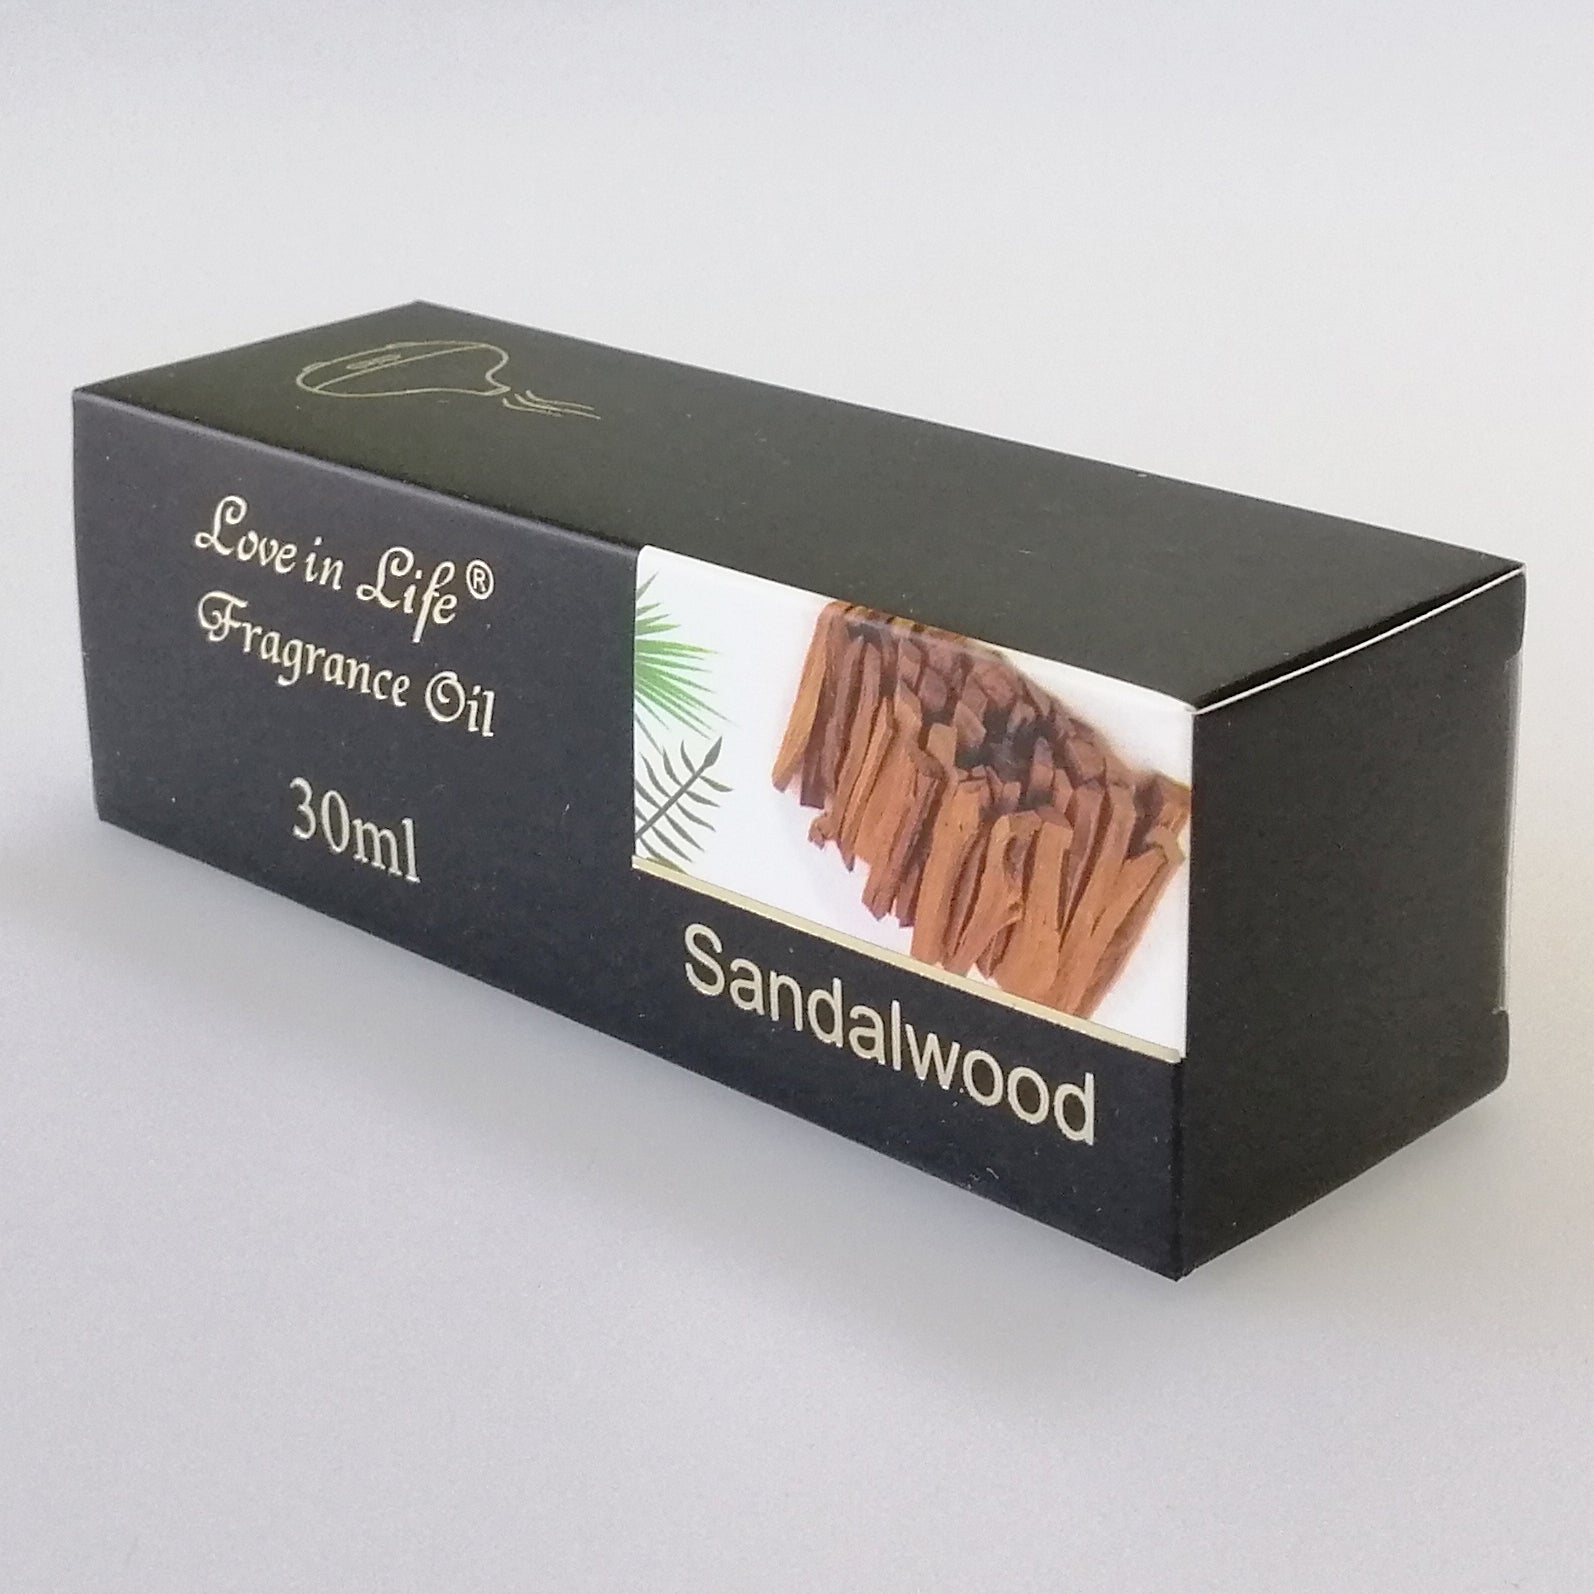 Love in Life®
Fragrance Oil
30ml
Sandalwood